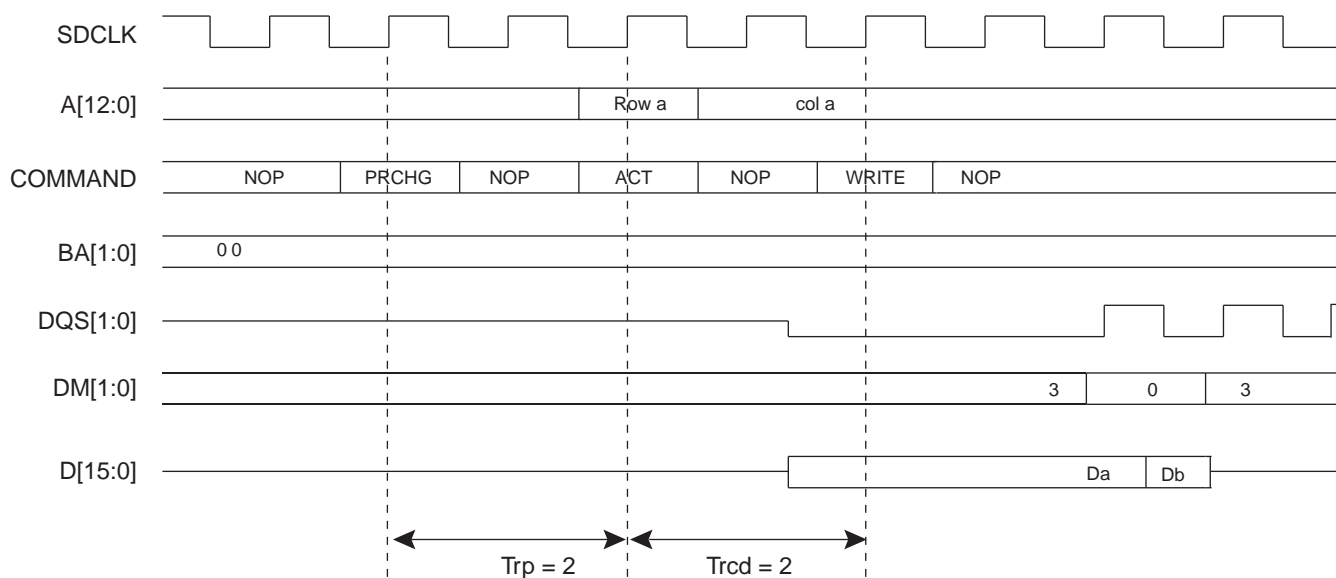 SDCLK
A[12:0] Row a col a
COMMAND NOP PRCHG NOP ACT NOP WRITE NOP
BA[1:0] 0 0
DQS[1:0]
DM[1:0] 3 0 3
D[15:0] Da Db
Trp = 2 Trcd = 2